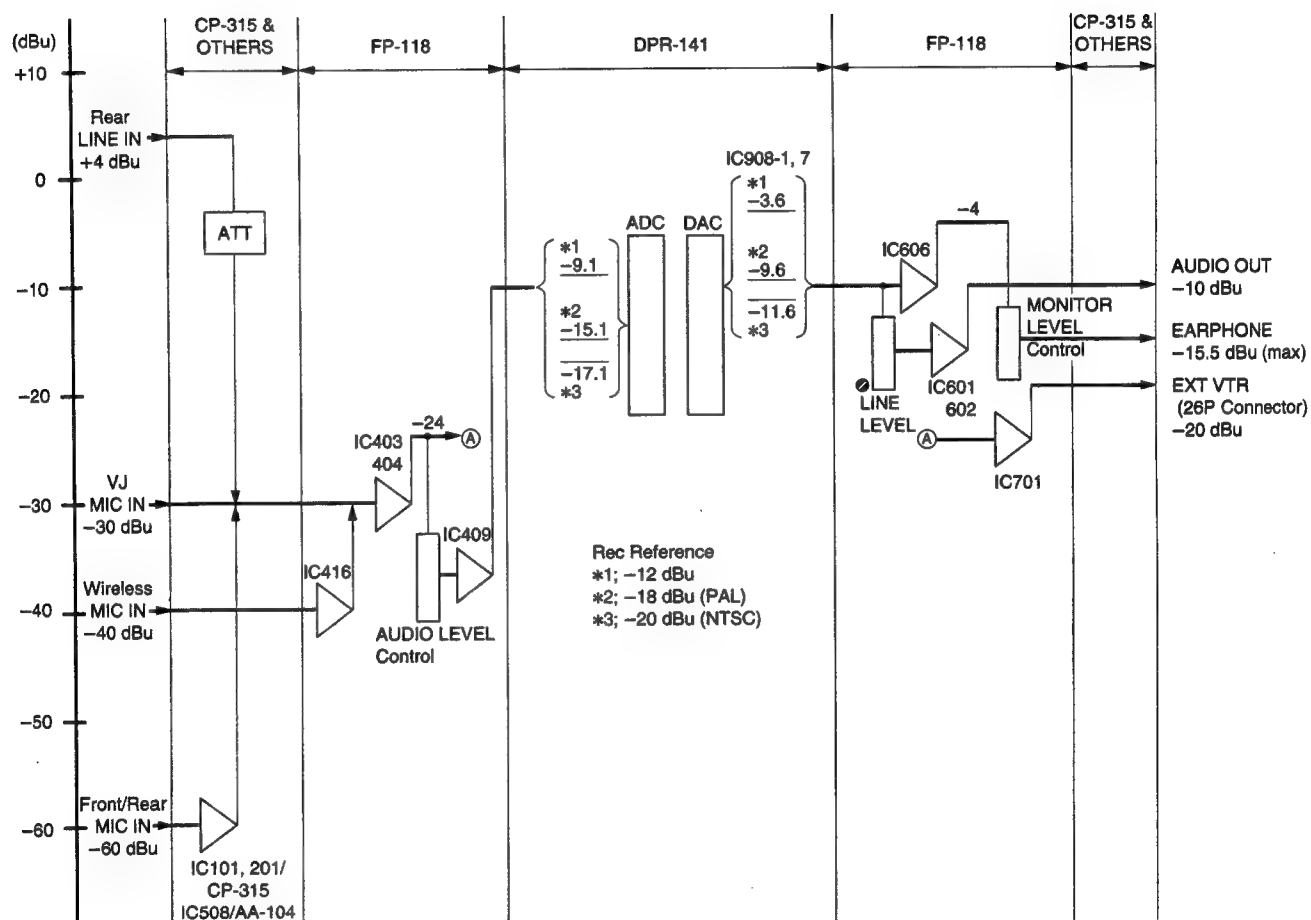 (dBu)
CP-315 &
OTHERS
FP-118
DPR-141
FP-118
CP-315 &
OTHERS
+10
0
−10
−20
−30
−40
−50
−60
Rear
LINE IN
+4 dBu
ATT
VJ
MIC IN
−30 dBu
Wireless
MIC IN
−40 dBu
Front/Rear
MIC IN
−60 dBu
IC101, 201/
CP-315
IC508/AA-104
IC416
IC403
404
−24
A
IC409
AUDIO LEVEL
Control
*1
−9.1
*2
−15.1
−17.1
*3
ADC
DAC
IC908-1, 7
*1
−3.6
*2
−9.6
−11.6
*3
Rec Reference
*1; −12 dBu
*2; −18 dBu (PAL)
*3; −20 dBu (NTSC)
−4
IC606
IC601
602
LINE
LEVEL
A
IC701
MONITOR
LEVEL
Control
AUDIO OUT
−10 dBu
EARPHONE
−15.5 dBu (max)
EXT VTR
(26P Connector)
−20 dBu